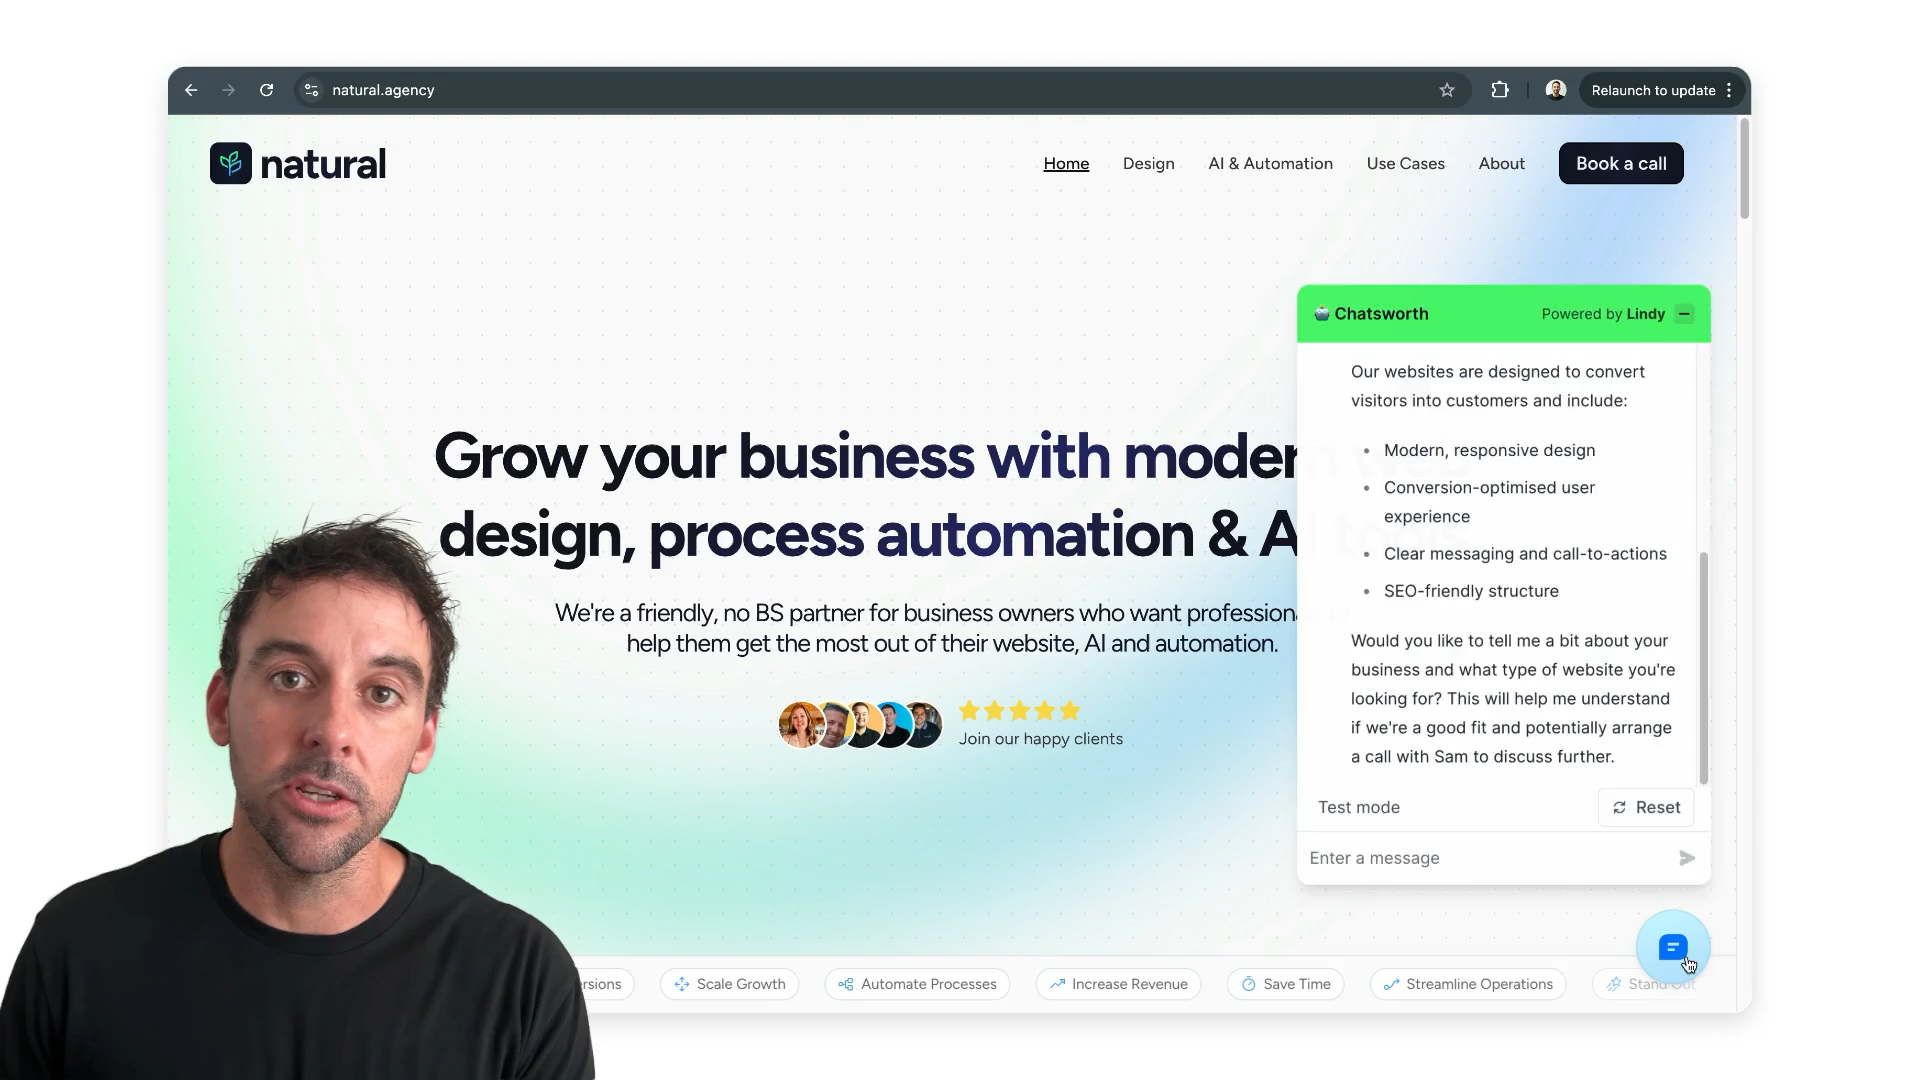 natural.agency
Relaunch to update
natural
Home
Design
AI & Automation
Use Cases
About
Book a call
Grow your business with modern
design, process automation & AI tools
We're a friendly, no BS partner for business owners who want professional
help them get the most out of their website, AI and automation.
Join our happy clients
Chatsworth
Powered by Lindy
Our websites are designed to convert
visitors into customers and include:
• Modern, responsive design
• Conversion-optimised user
experience
• Clear messaging and call-to-actions
• SEO-friendly structure
Would you like to tell me a bit about your
business and what type of website you're
looking for? This will help me understand
if we're a good fit and potentially arrange
a call with Sam to discuss further.
Test mode
Reset
Enter a message
ersions
Scale Growth
Automate Processes
Increase Revenue
Save Time
Streamline Operations
Stand Out